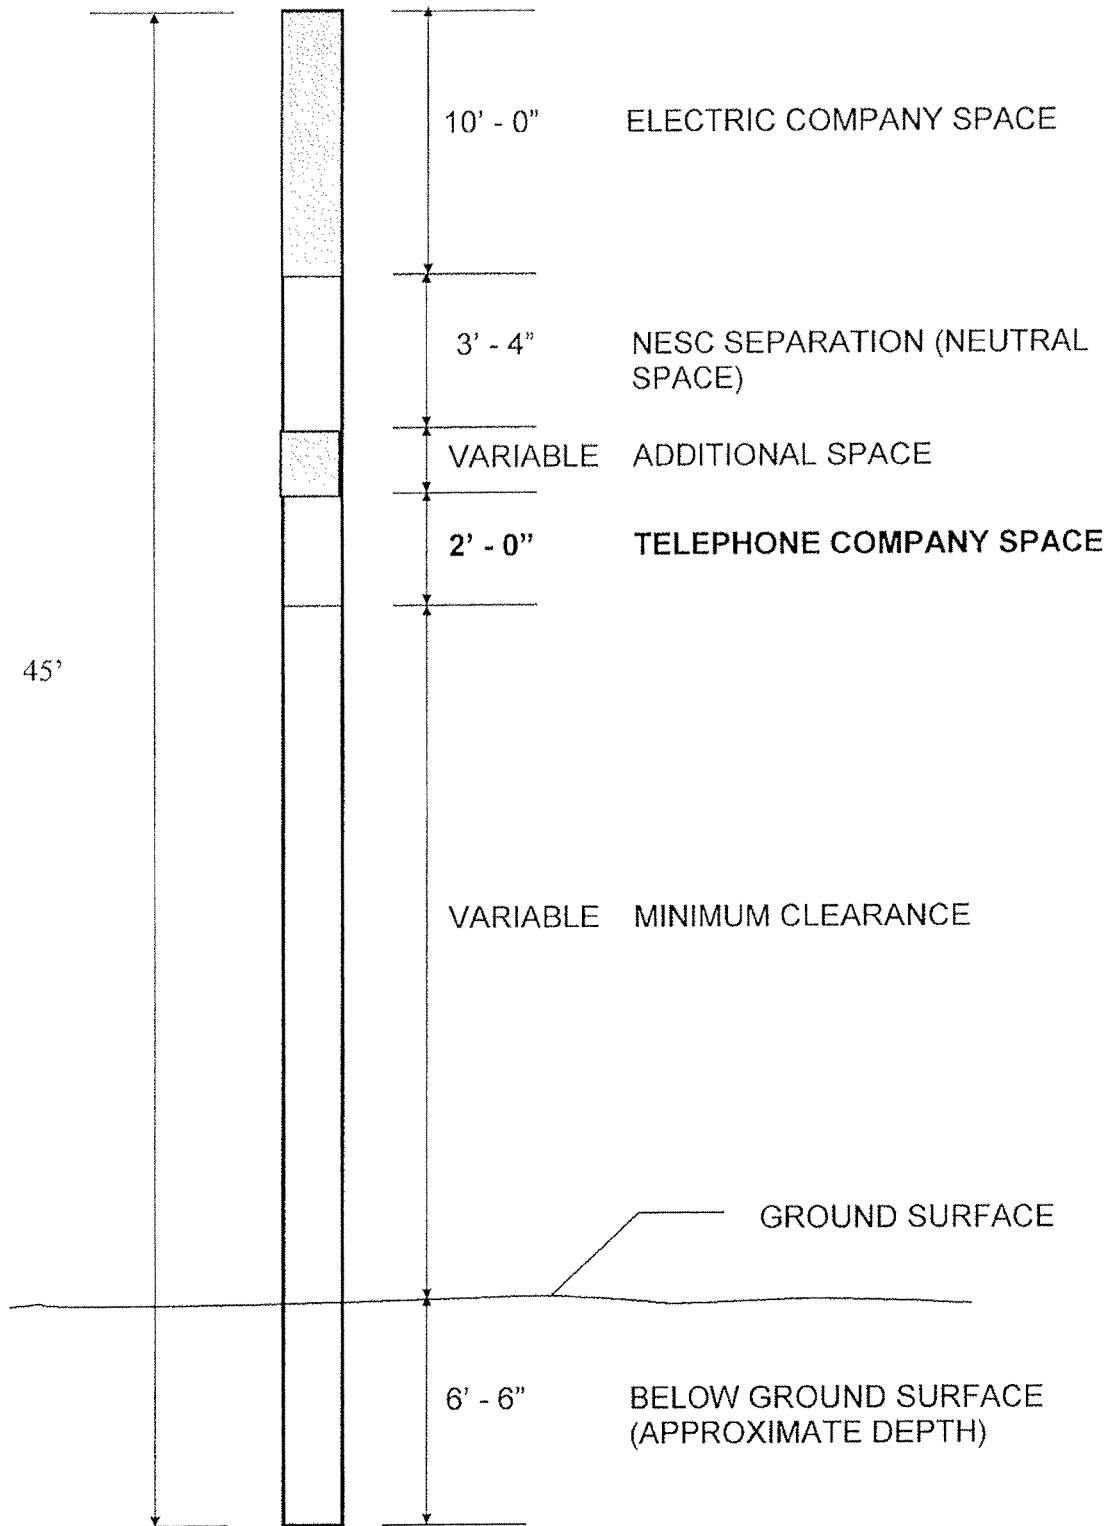 10' - 0” ELECTRIC COMPANY SPACE
3' - 4” NESC SEPARATION (NEUTRAL
SPACE)
VARIABLE ADDITIONAL SPACE
2' - 0” TELEPHONE COMPANY SPACE
45’
VARIABLE MINIMUM CLEARANCE
GROUND SURFACE
6' - 6” BELOW GROUND SURFACE
(APPROXIMATE DEPTH)